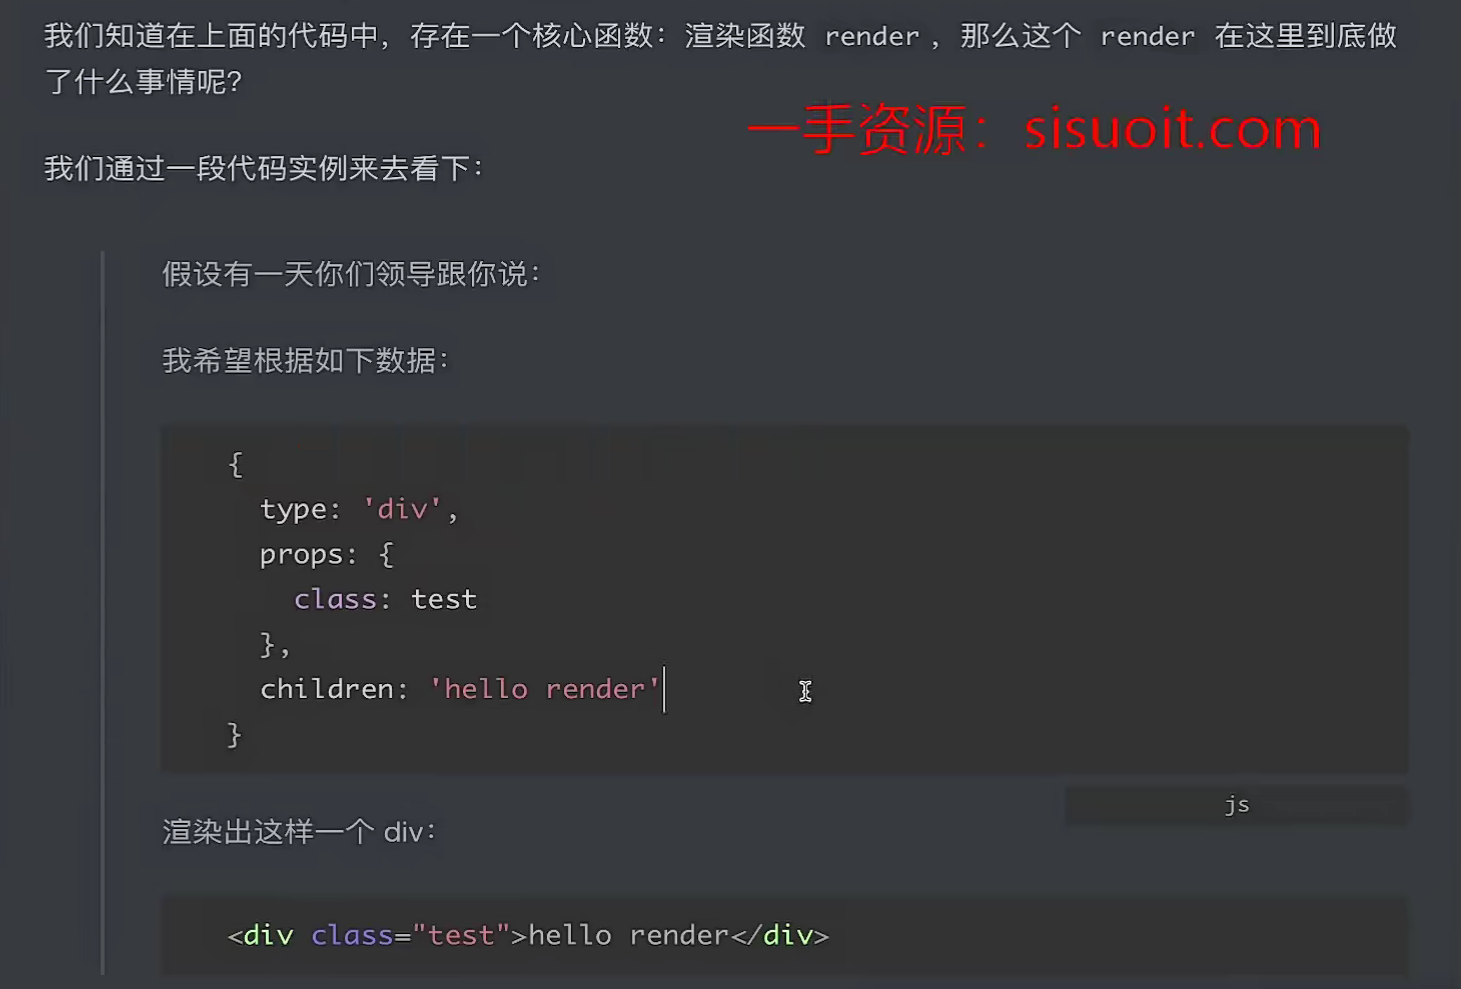 我们知道在上面的代码中，存在一个核心函数：渲染函数 render ，那么这个 render 在这里到底做
了什么事情呢？
一手资源：sisuoit.com
我们通过一段代码实例来去看下：
假设有一天你们领导跟你说：
我希望根据如下数据：
{
type: 'div',
props: {
class: test
},
children: 'hello render'
}
js
渲染出这样一个 div：
<div class="test">hello render</div>